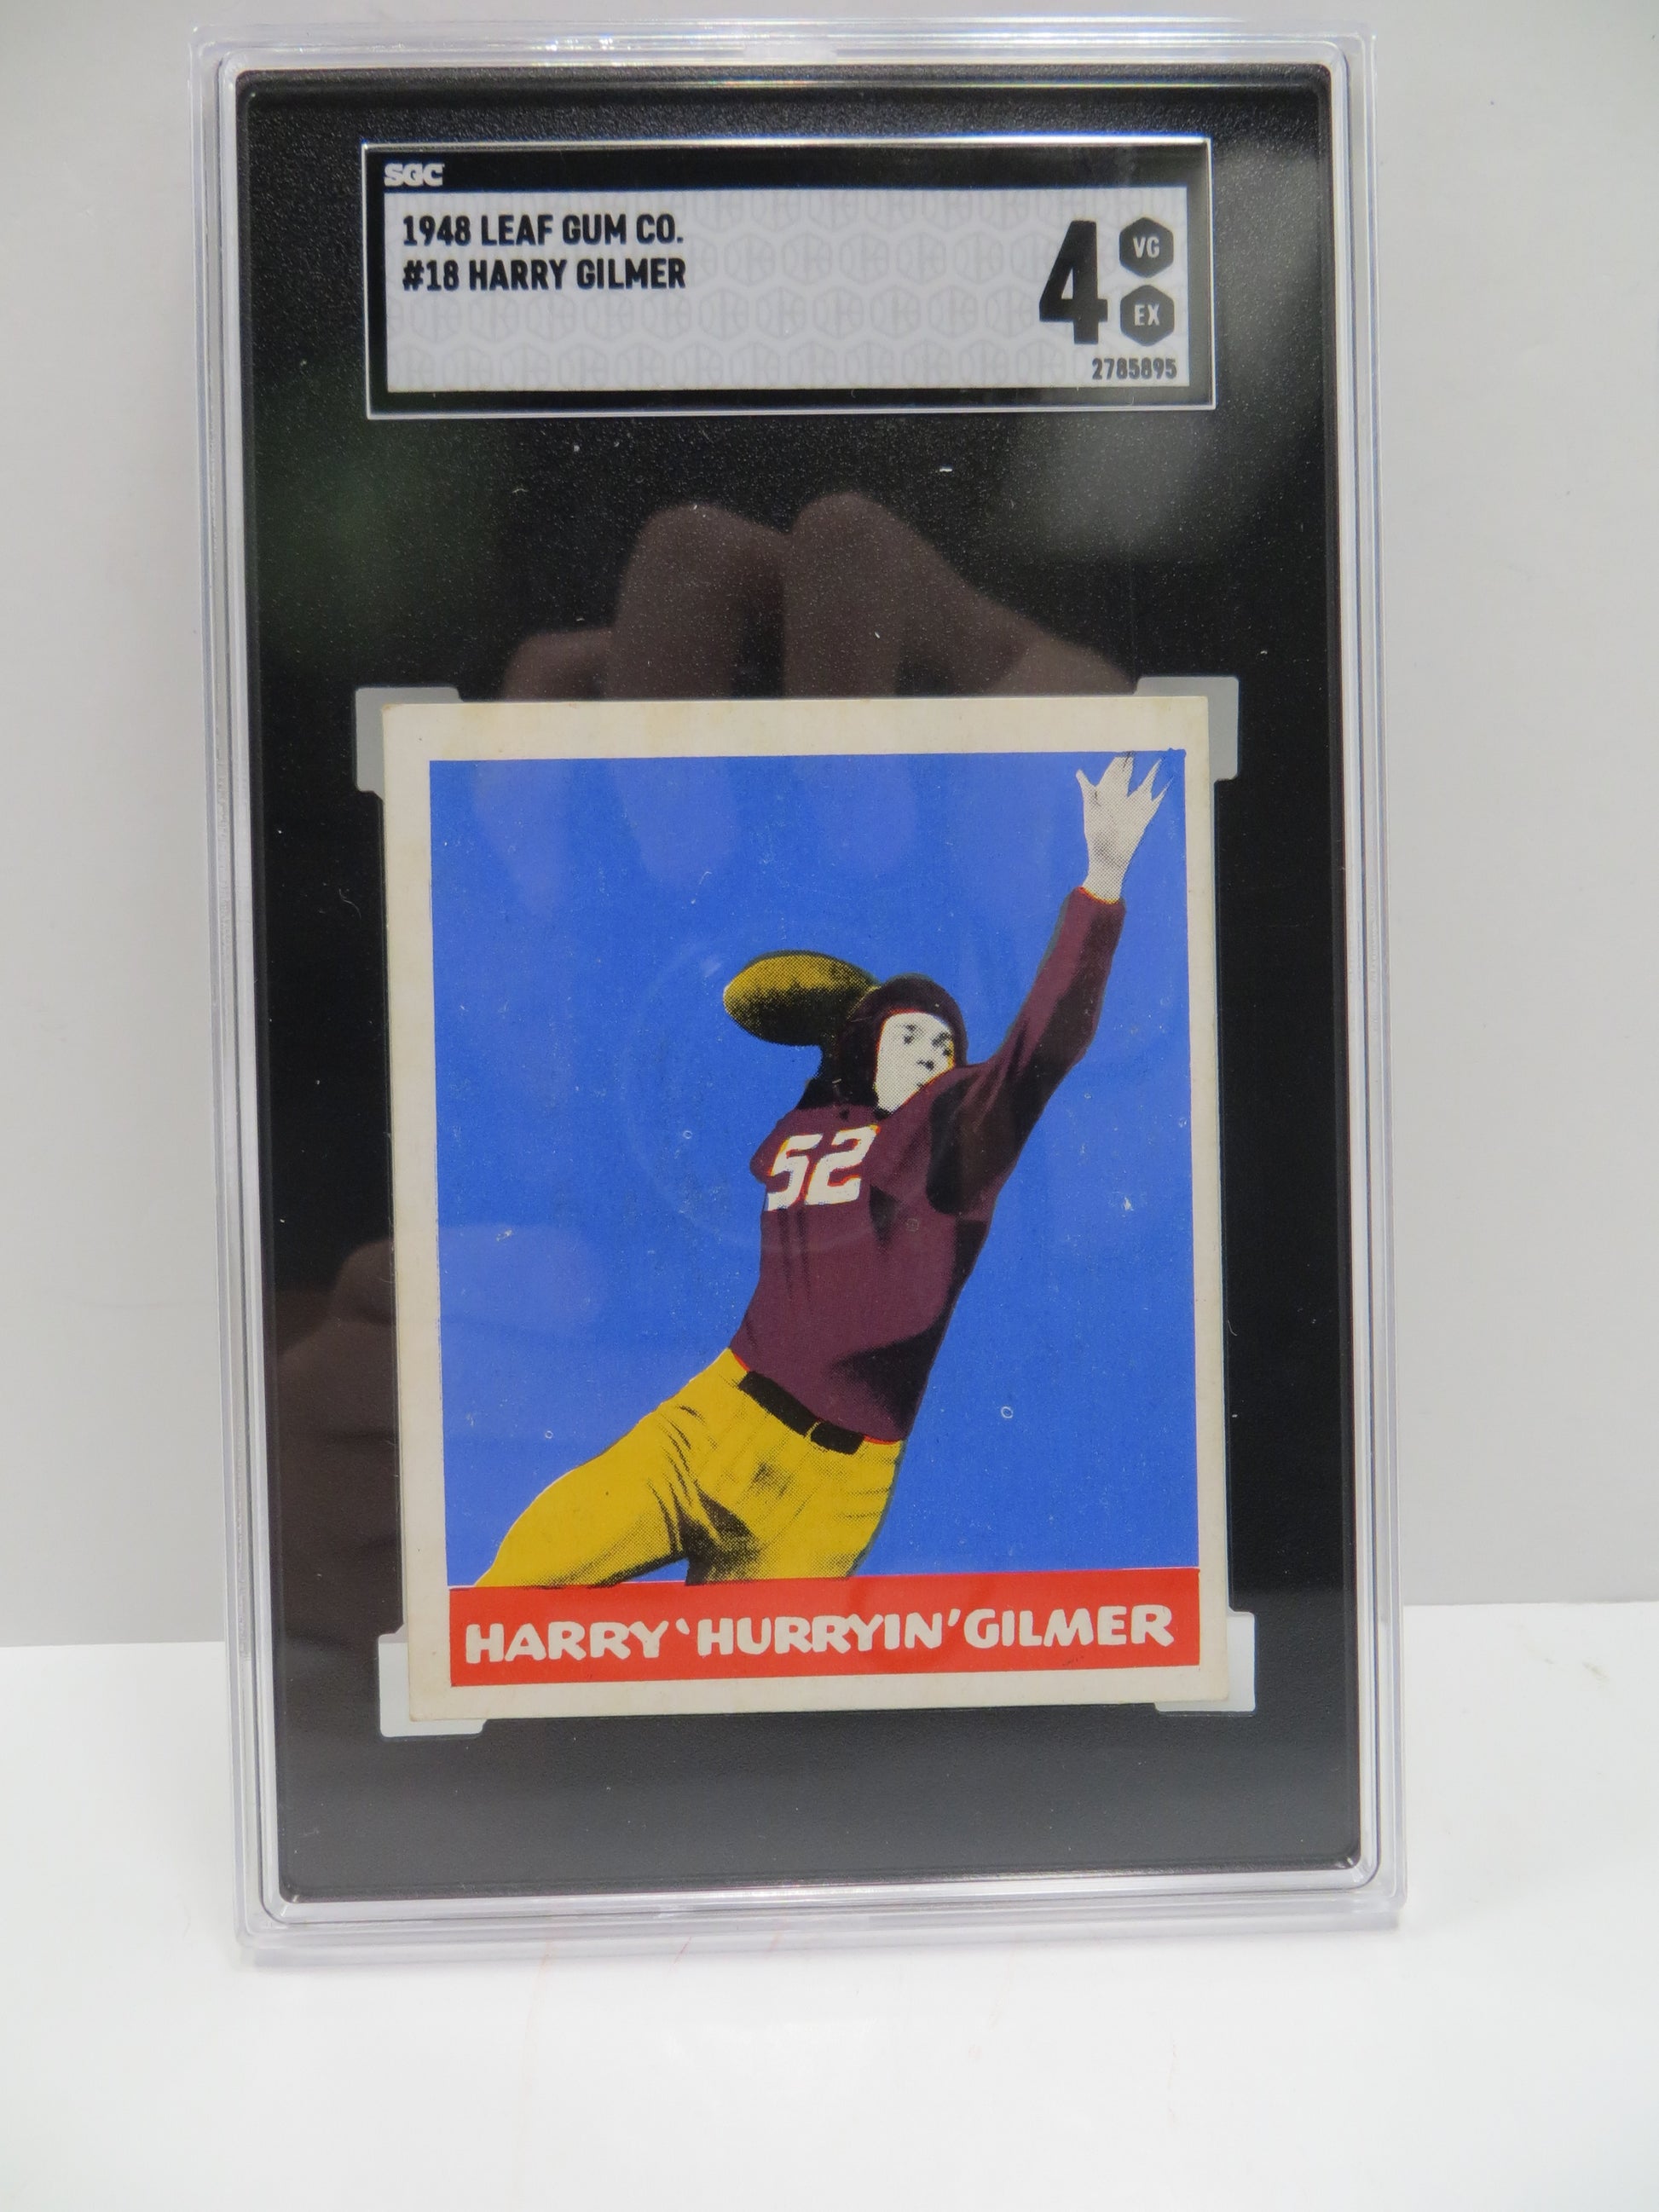 SGC
1948 LEAF GUM CO.
#18 HARRY GILMER
4
VG
EX
2785895
52
HARRY 'HURRYIN' GILMER